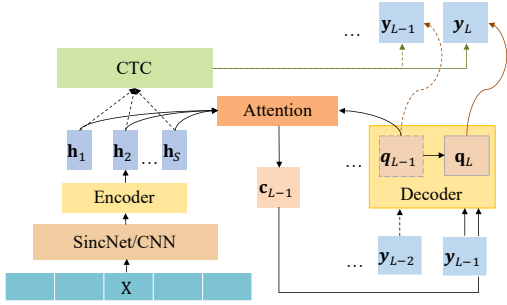 ... y_{L-1} y_L
CTC
Attention
h_1 h_2 ... h_S
... q_{L-1} q_L
c_{L-1}
Encoder
Decoder
SincNet/CNN
... y_{L-2} y_{L-1}
X